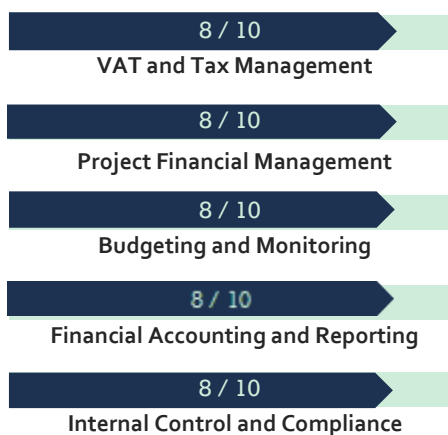 8 / 10
VAT and Tax Management
8 / 10
Project Financial Management
8 / 10
Budgeting and Monitoring
8 / 10
Financial Accounting and Reporting
8 / 10
Internal Control and Compliance